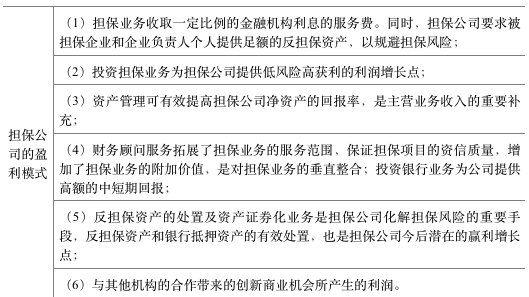 担保公
司的盈
利模式
（1）担保业务收取一定比例的金融机构利息的服务费。同时，担保公司要求被
担保企业和企业负责人个人提供足额的反担保资产，以规避担保风险；
（2）投资担保业务为担保公司提供低风险高获利的利润增长点；
（3）资产管理可有效提高担保公司净资产的回报率，是主营业务收入的重要补
充；
（4）财务顾问服务拓展了担保业务的服务范围，保证担保项目的资信质量，增
加了担保业务的附加价值，是对担保业务的垂直整合；投资银行业务为公司提供
高额的中短期回报；
（5）反担保资产的处置及资产证券化业务是担保公司化解担保风险的重要手
段，反担保资产和银行抵押资产的有效处置，也是担保公司今后潜在的赢利增长
点；
（6）与其他机构的合作带来的创新商业机会所产生的利润。